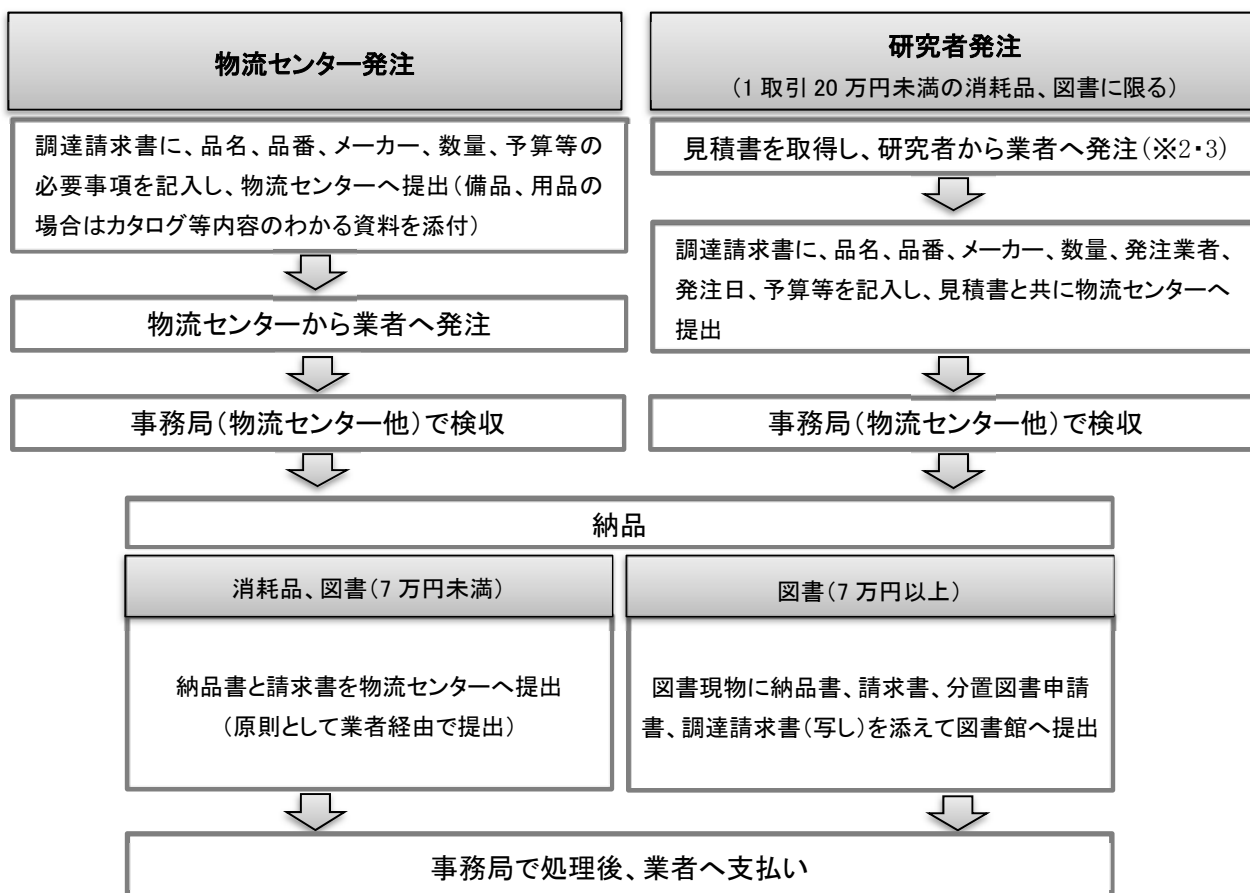 物流センター発注
調達請求書に、品名、品番、メーカー、数量、予算等の
必要事項を記入し、物流センターへ提出（備品、用品の
場合はカタログ等内容のわかる資料を添付）
物流センターから業者へ発注
事務局（物流センター他）で検収
研究者発注
（1 取引 20 万円未満の消耗品、図書に限る）
見積書を取得し、研究者から業者へ発注（※2・3）
調達請求書に、品名、品番、メーカー、数量、発注業者、
発注日、予算等を記入し、見積書と共に物流センターへ
提出
事務局（物流センター他）で検収
納品
消耗品、図書（7 万円未満）
納品書と請求書を物流センターへ提出
（原則として業者経由で提出）
図書（7 万円以上）
図書現物に納品書、請求書、分置図書申請
書、調達請求書（写し）を添えて図書館へ提出
事務局で処理後、業者へ支払い